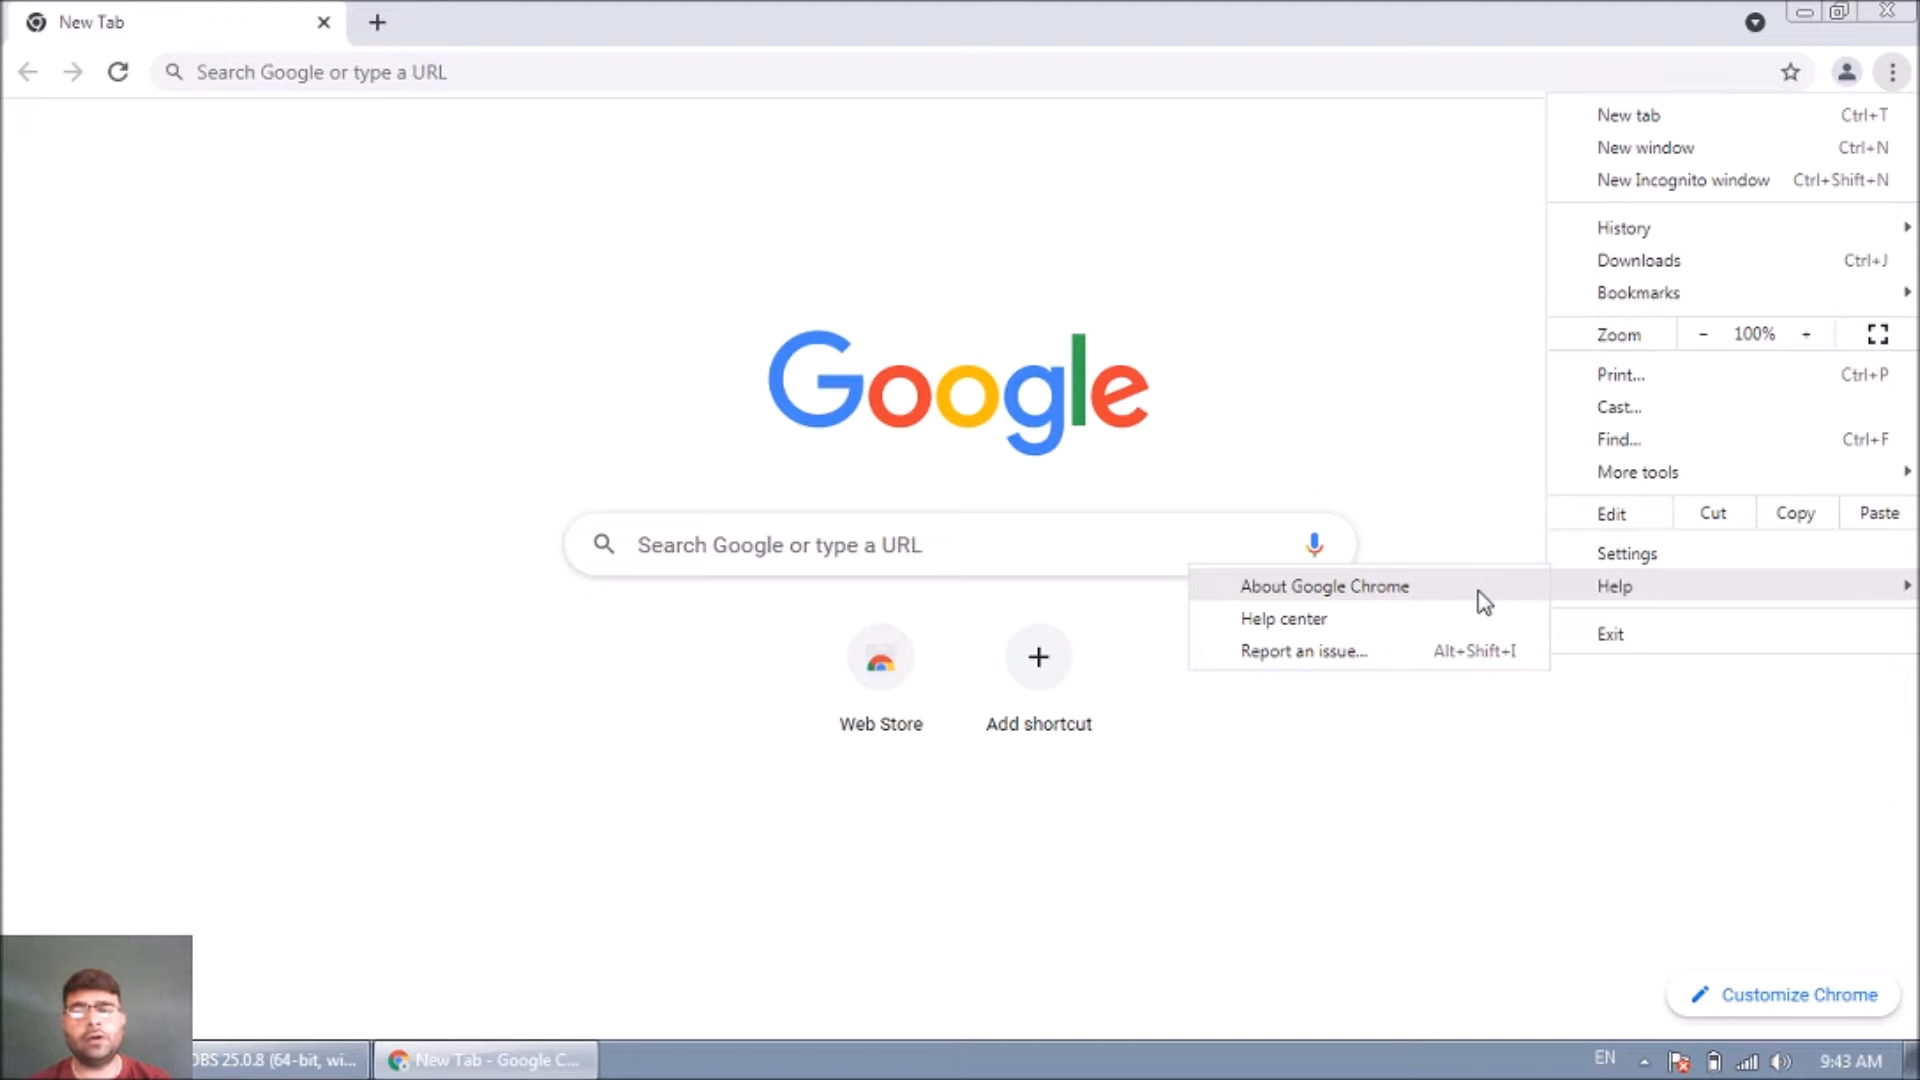 New Tab
Search Google or type a URL
New tab Ctrl+T
New window Ctrl+N
New Incognito window Ctrl+Shift+N
History
Downloads Ctrl+J
Bookmarks
Zoom - 100% +
Print... Ctrl+P
Cast...
Find... Ctrl+F
More tools
Edit Cut Copy Paste
Settings
Help
Exit
Google
Search Google or type a URL
About Google Chrome
Help center
Report an issue... Alt+Shift+I
Web Store
Add shortcut
Customize Chrome
OBS 25.0.8 (64-bit, wi...
New Tab - Google C...
EN
9:43 AM